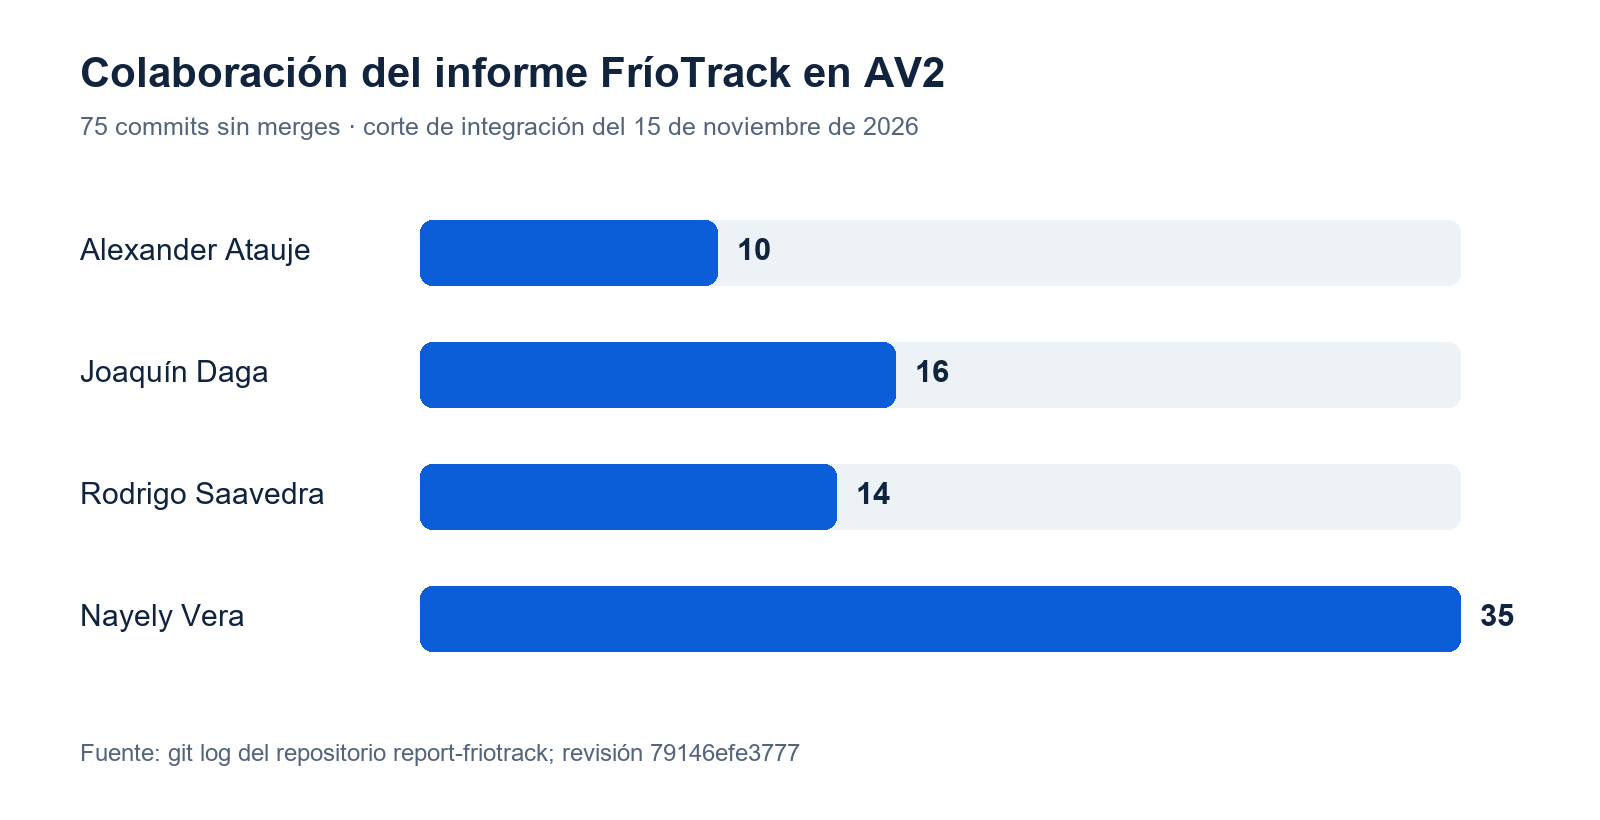 Colaboración del informe FríoTrack en AV2
75 commits sin merges · corte de integración del 15 de noviembre de 2026
Alexander Atauje
10
Joaquín Daga
16
Rodrigo Saavedra
14
Nayely Vera
35
Fuente: git log del repositorio report-friotrack; revisión 79146efe3777